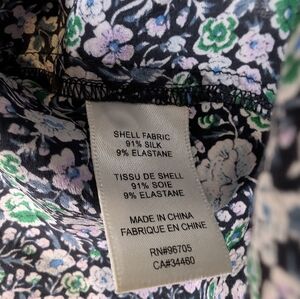 SHELL FABRIC
91% SILK
9% ELASTANE
TISSU DE SHELL
91% SOIE
9% ELASTANE
MADE IN CHINA
FABRIQUE EN CHINE
RN#96705
CA#34460